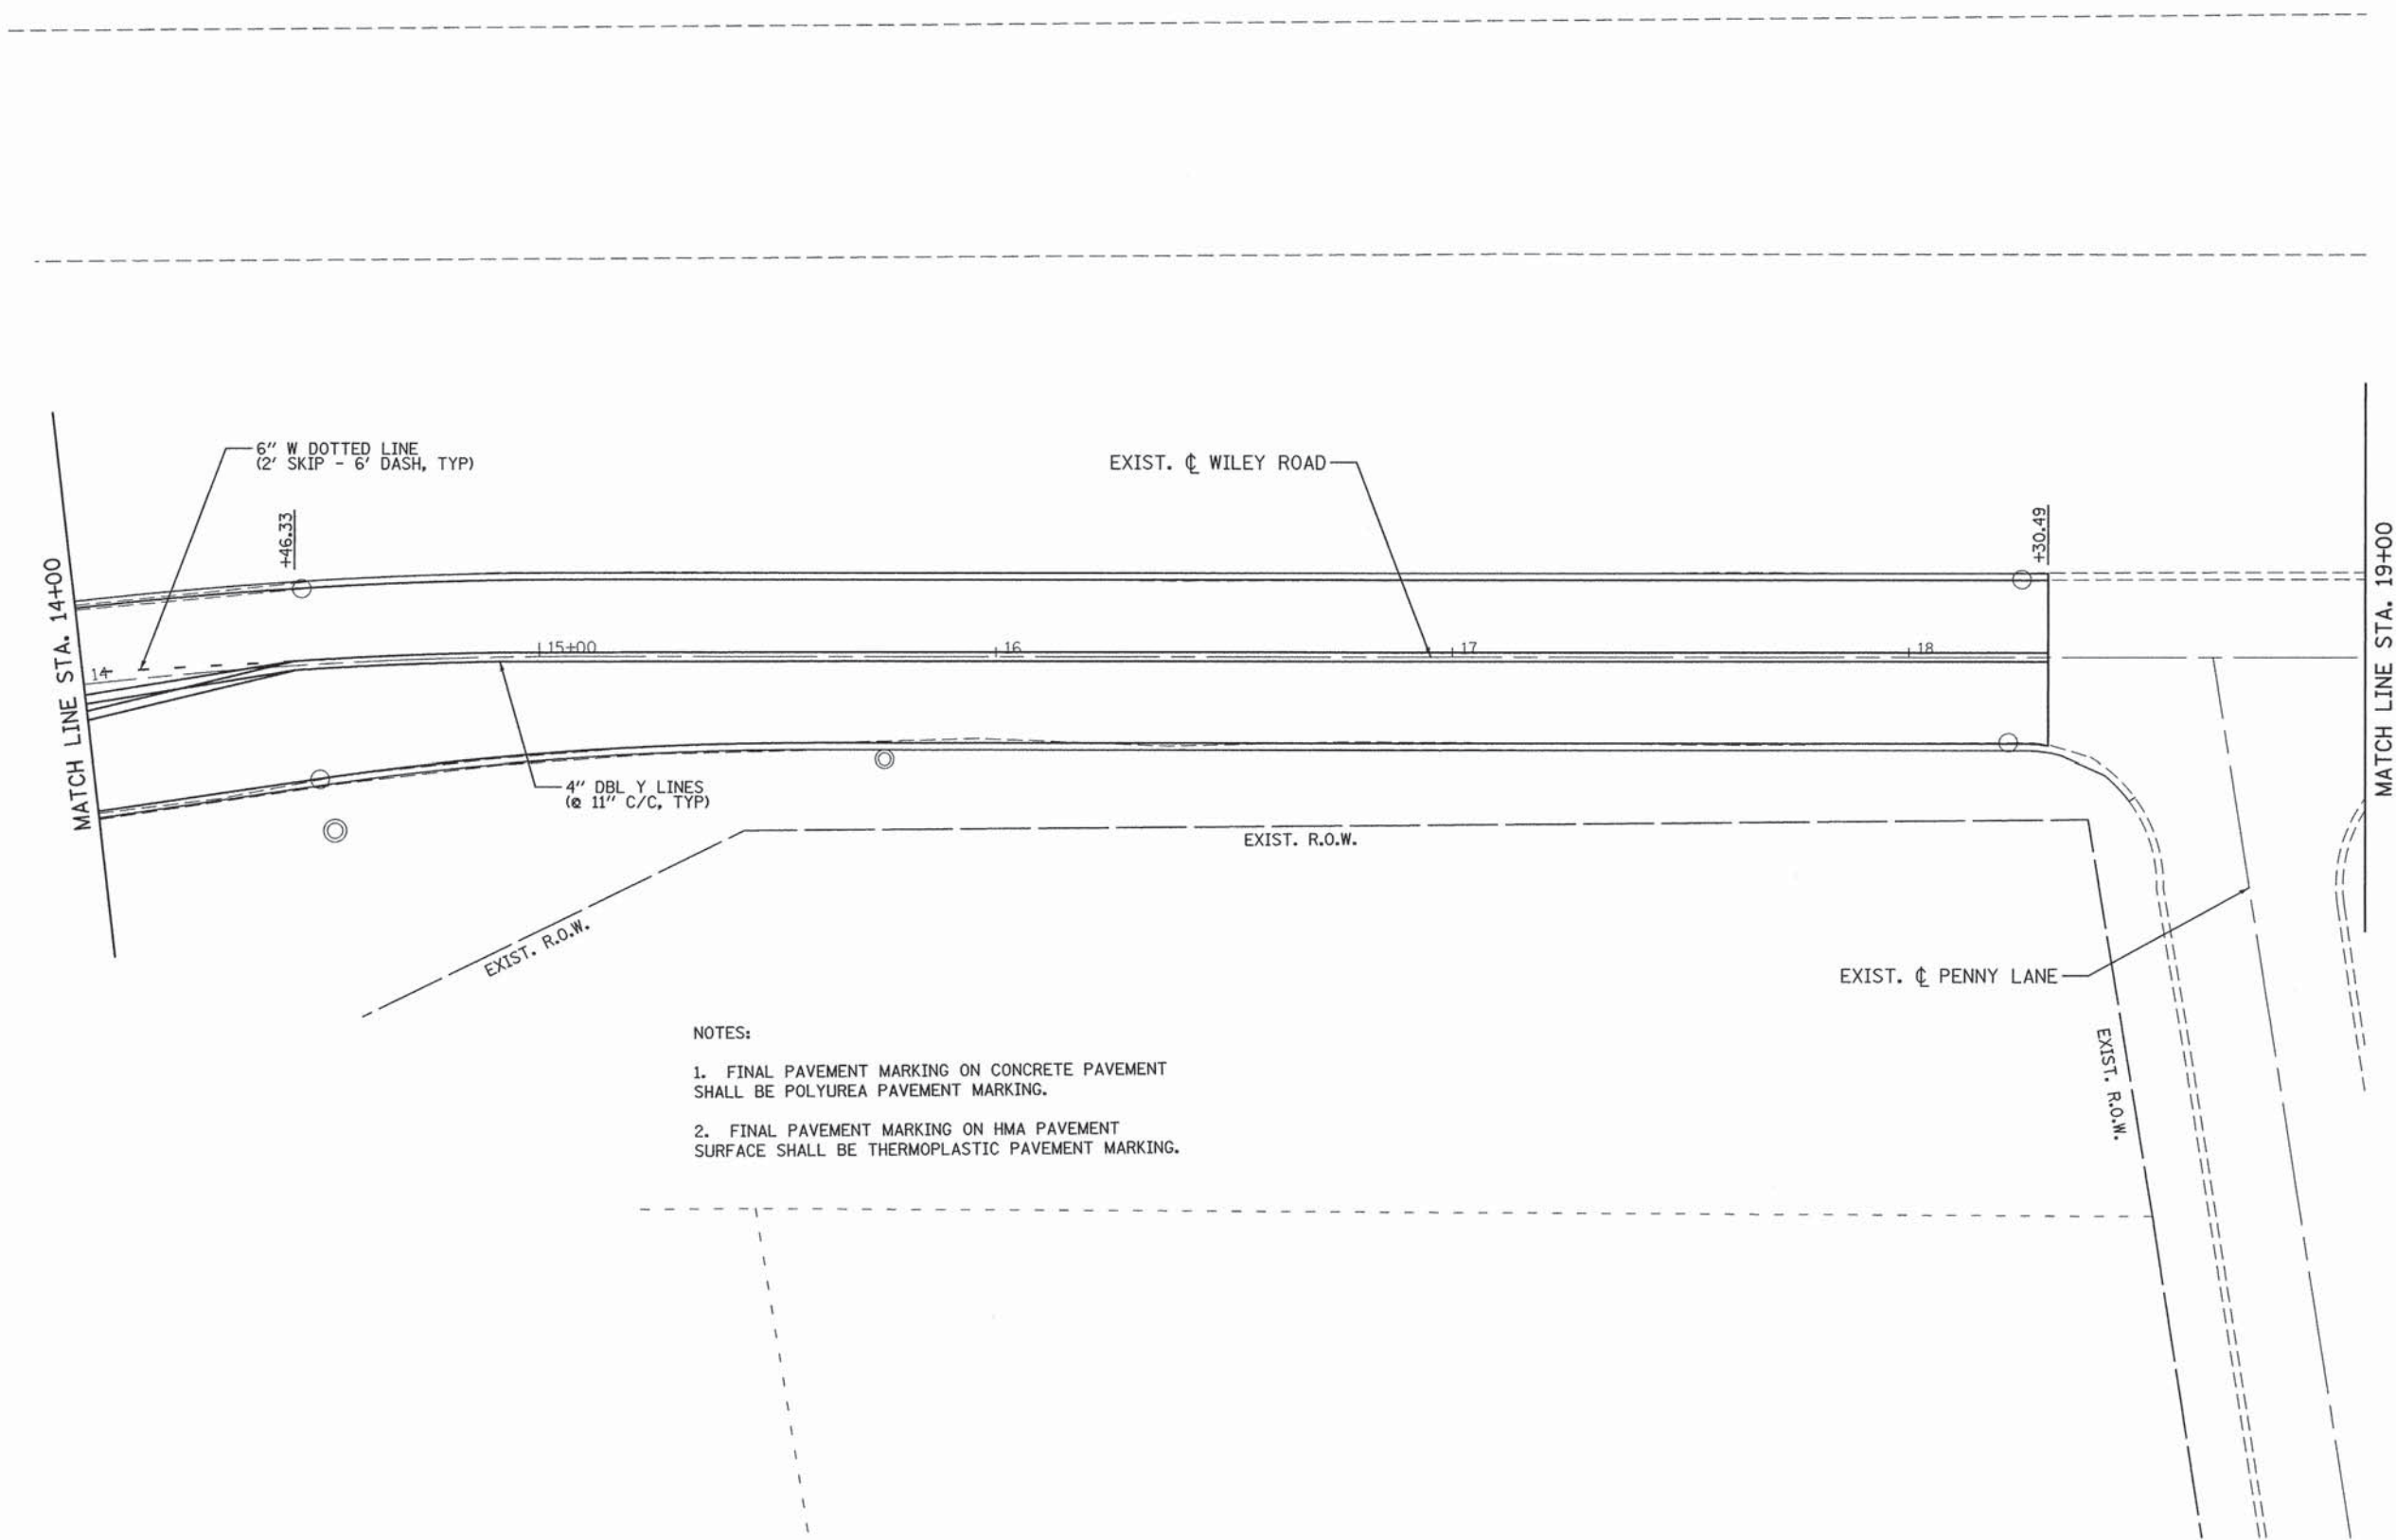 6" W DOTTED LINE
(2' SKIP - 6' DASH, TYP)
EXIST. ℄ WILEY ROAD
+46.33
+30.49
MATCH LINE STA. 14+00
MATCH LINE STA. 19+00
14
15+00
16
17
18
4" DBL Y LINES
(@ 11" C/C, TYP)
EXIST. R.O.W.
EXIST. R.O.W.
EXIST. ℄ PENNY LANE
EXIST. R.O.W.
NOTES:
1. FINAL PAVEMENT MARKING ON CONCRETE PAVEMENT
SHALL BE POLYUREA PAVEMENT MARKING.
2. FINAL PAVEMENT MARKING ON HMA PAVEMENT
SURFACE SHALL BE THERMOPLASTIC PAVEMENT MARKING.